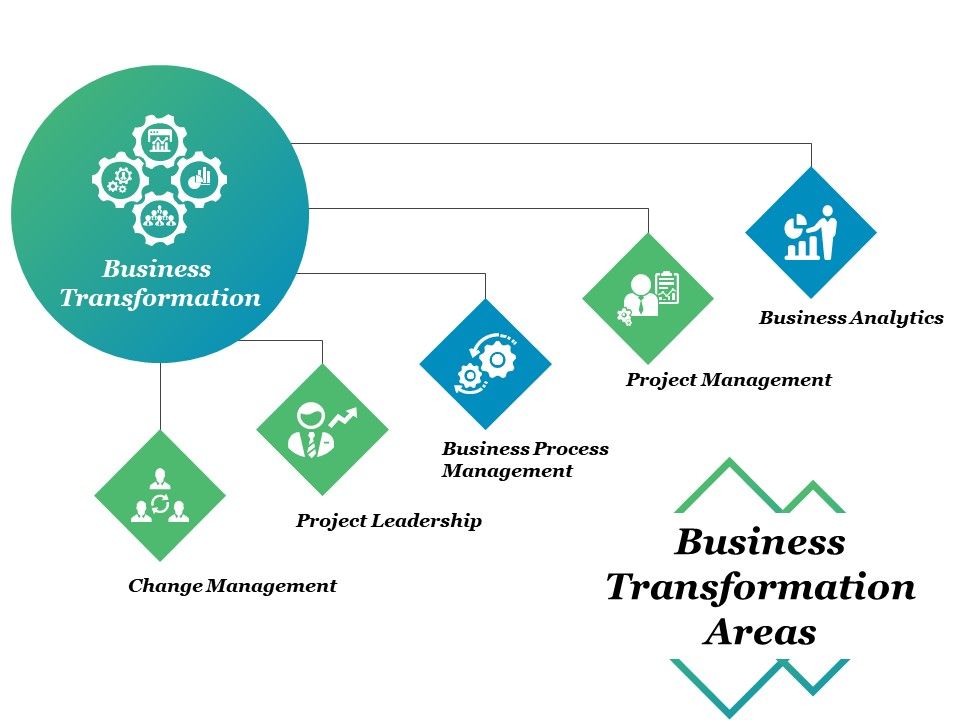 Business
Transformation
Business Analytics
Project Management
Business Process
Management
Project Leadership
Change Management
Business
Transformation
Areas